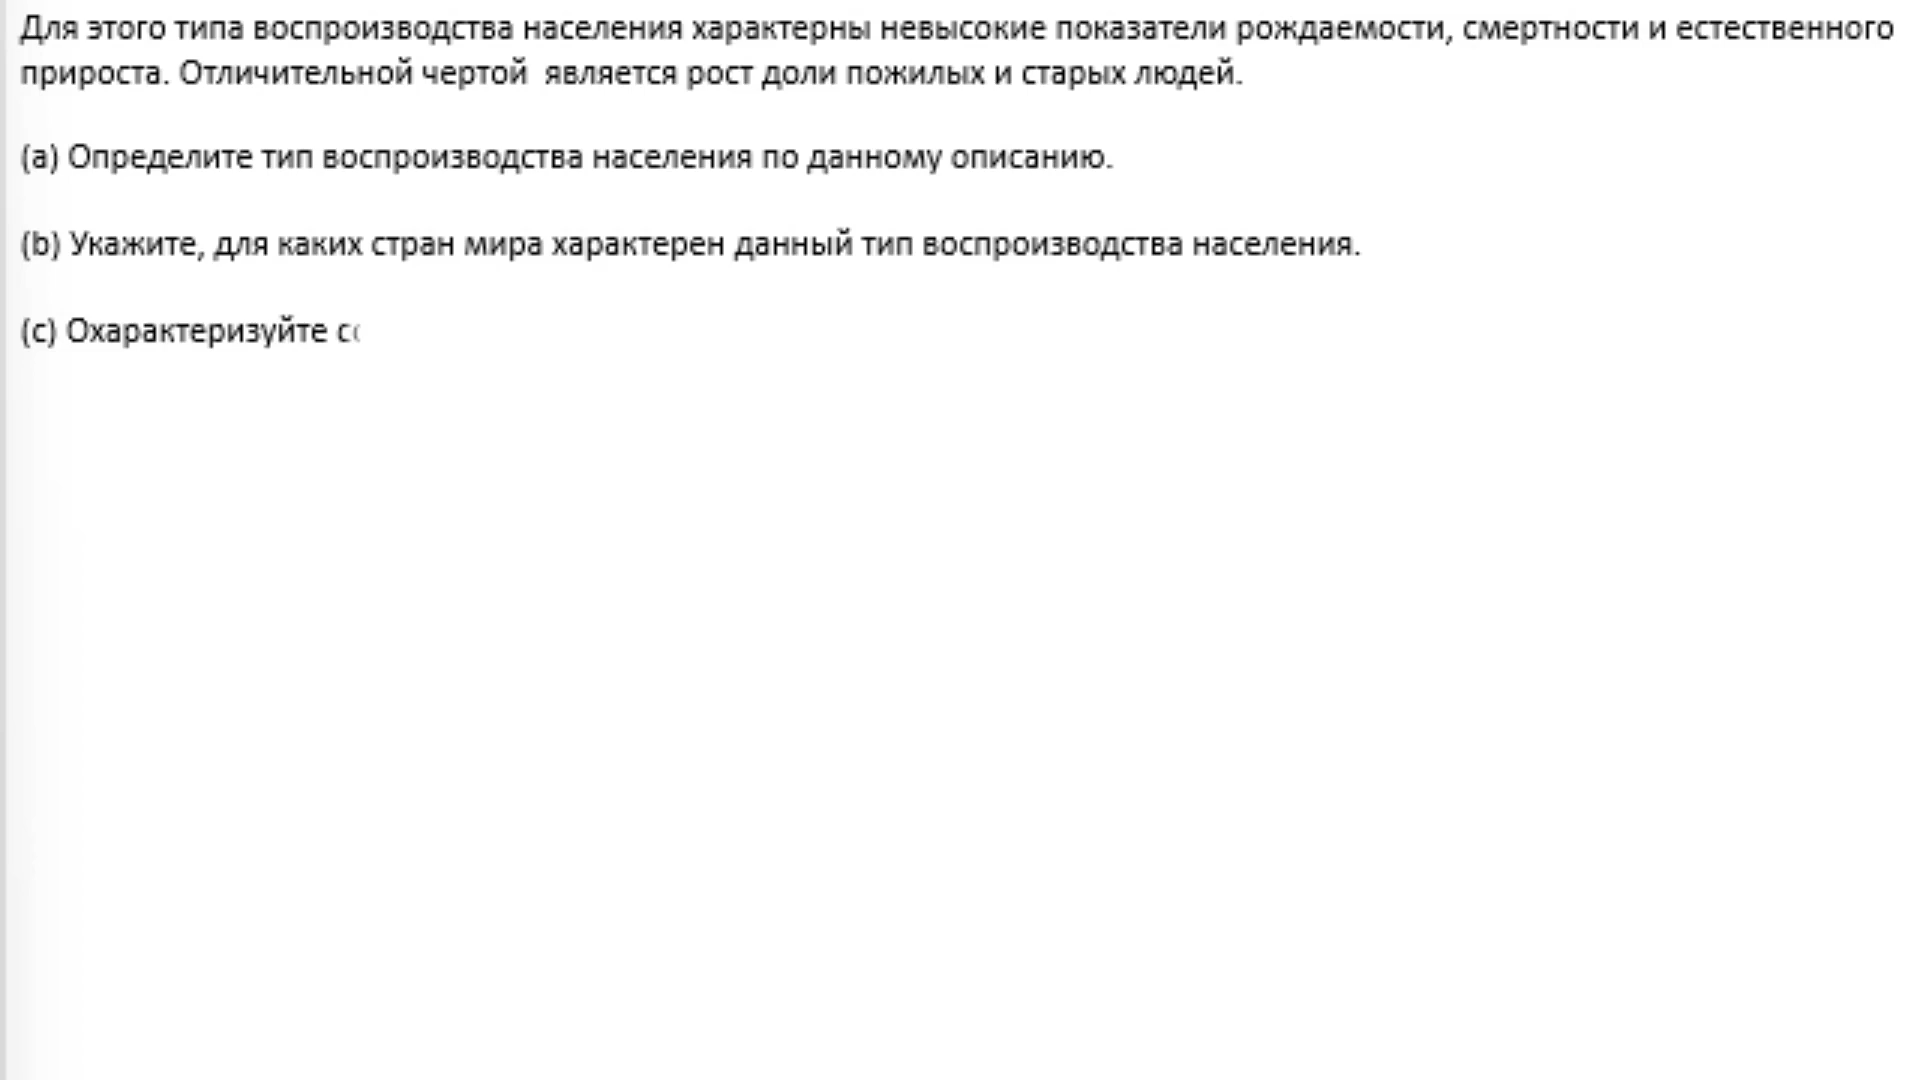 Для этого типа воспроизводства населения характерны невысокие показатели рождаемости, смертности и естественного
прироста. Отличительной чертой является рост доли пожилых и старых людей.
(a) Определите тип воспроизводства населения по данному описанию.
(b) Укажите, для каких стран мира характерен данный тип воспроизводства населения.
(c) Охарактеризуйте